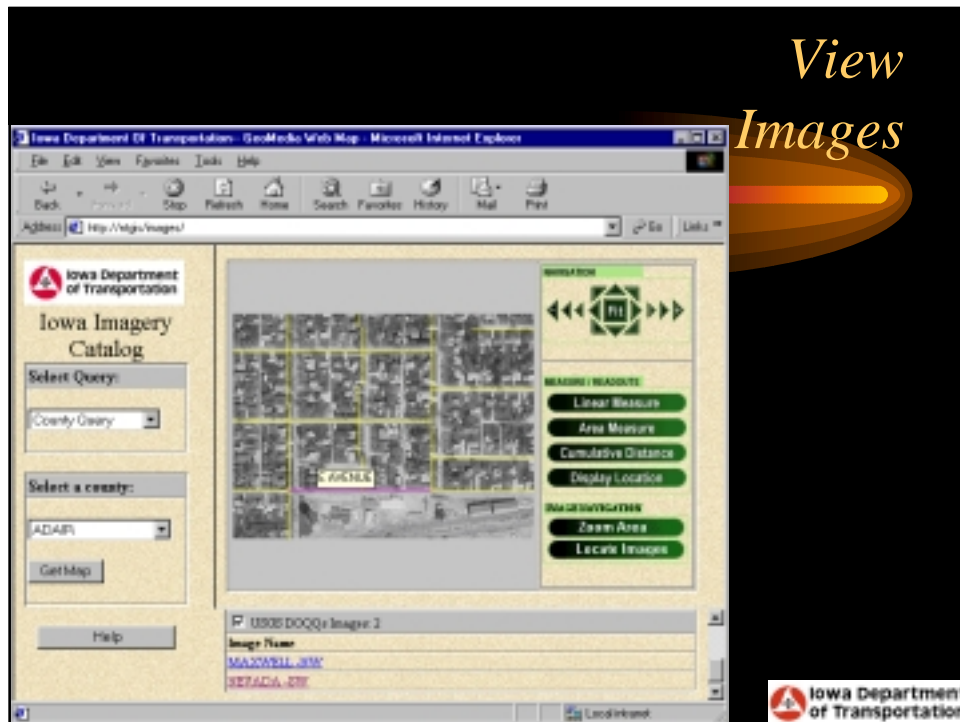 View
Images
Iowa Department Of Transportation - GeoMedia Web Map - Microsoft Internet Explorer
File Edit View Favorites Tools Help
Back Forward Stop Refresh Home Search Favorites History Mail Print
Address Go Links »
Iowa Department
of Transportation
Iowa Imagery
Catalog
Select Query:
County Query
Select a county:
ADAIR
Get Map
Help
NAVIGATION
Fit
MEASURE / READOUTS
Linear Measure
Area Measure
Cumulative Distance
Display Location
IMAGE NAVIGATION
Zoom Area
Locate Images
AVENUE
USGS DOQQs Images: 2
Image Name
MAXWELL -NW
NEVADA -SW
Local intranet
Iowa Department
of Transportation